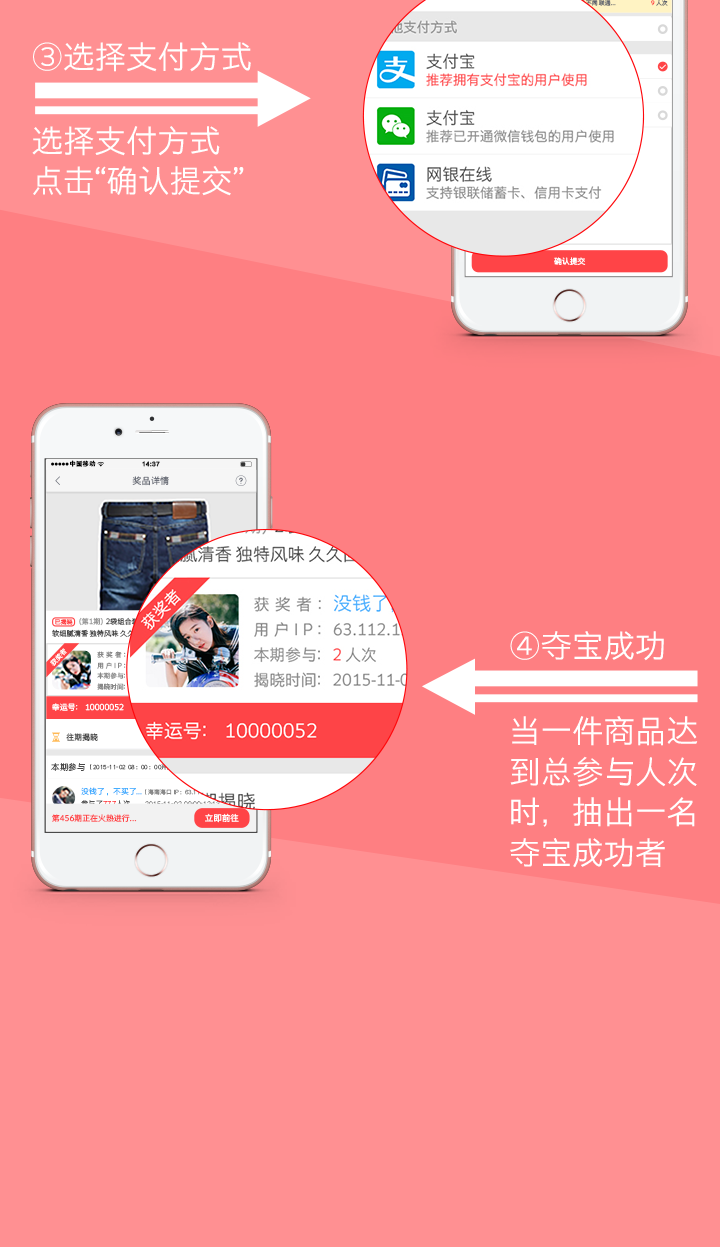 ③选择支付方式
选择支付方式
点击“确认提交”
9 人次
支付方式
支付宝
推荐拥有支付宝的用户使用
支付宝
推荐已开通微信钱包的用户使用
网银在线
支持银联储蓄卡、信用卡支付
确认提交
中国移动
14:37
奖品详情
?
腻清香 独特风味 久久
已揭晓 (第1期) 2袋组合
软组腻清香 独特风味 久
获奖者
获 奖 者：
用 户 I P：
本期参与:
揭晓时间:
幸运号： 10000052
往期揭晓
本期参与 [ 2015-11-02 08：00：00
没钱了，不买了... [ 海南海口 IP：63.1
参与了777人次
第456期正在火热进行...
立即前往
获奖者
获 奖 者： 没钱了
用 户 I P： 63.112.1
本期参与: 2 人次
揭晓时间: 2015-11-0
幸运号： 10000052
揭晓
④夺宝成功
当一件商品达
到总参与人次
时，抽出一名
夺宝成功者